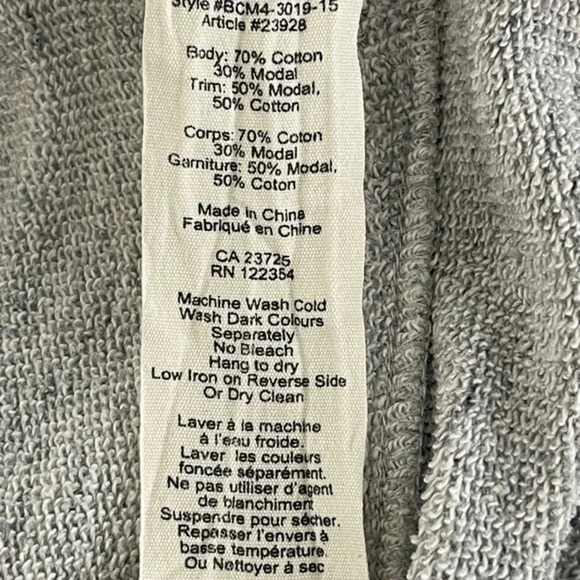 Style #BCM4-3019-15
Article #23928
Body: 70% Cotton
30% Modal
Trim: 50% Modal,
50% Cotton
Corps: 70% Coton
30% Modal
Garniture: 50% Modal,
50% Coton
Made in China
Fabriqué en Chine
CA 23725
RN 122354
Machine Wash Cold
Wash Dark Colours
Separately
No Bleach
Hang to dry
Low Iron on Reverse Side
Or Dry Clean
Laver à la machine
à l'eau froide.
Laver les couleurs
foncée séparément.
Ne pas utiliser d'agent
de blanchiment
Suspendre pour sécher.
Repasser l'envers à
basse température.
Ou Nettoyer à sec